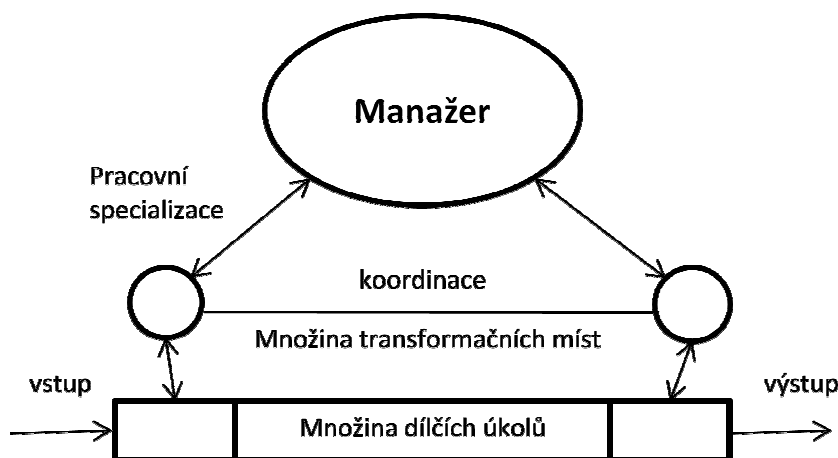 Manažer
Pracovní
specializace
koordinace
Množina transformačních míst
vstup
výstup
Množina dílčích úkolů